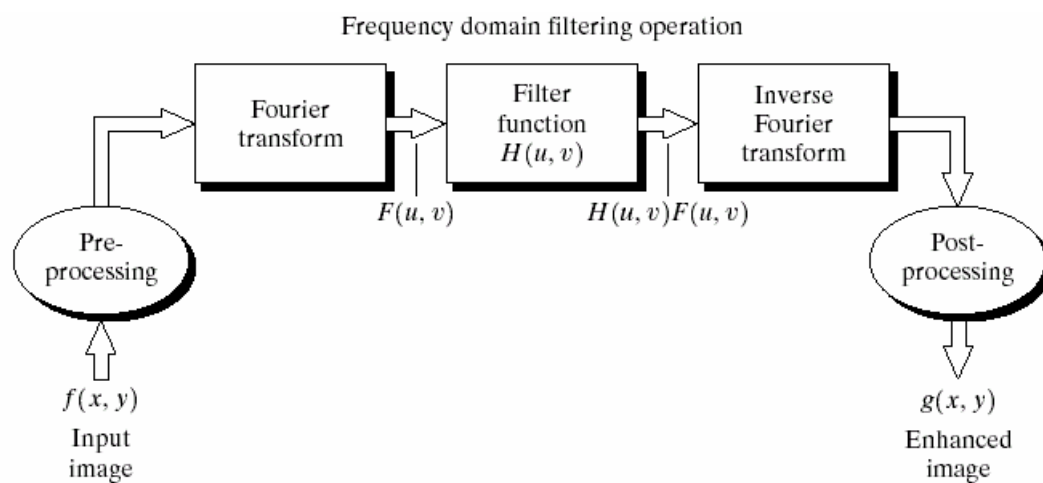 Frequency domain filtering operation
Fourier
transform
Filter
function
H(u, v)
Inverse
Fourier
transform
F(u, v)
H(u, v)F(u, v)
Pre-
processing
Post-
processing
f(x, y)
Input
image
g(x, y)
Enhanced
image